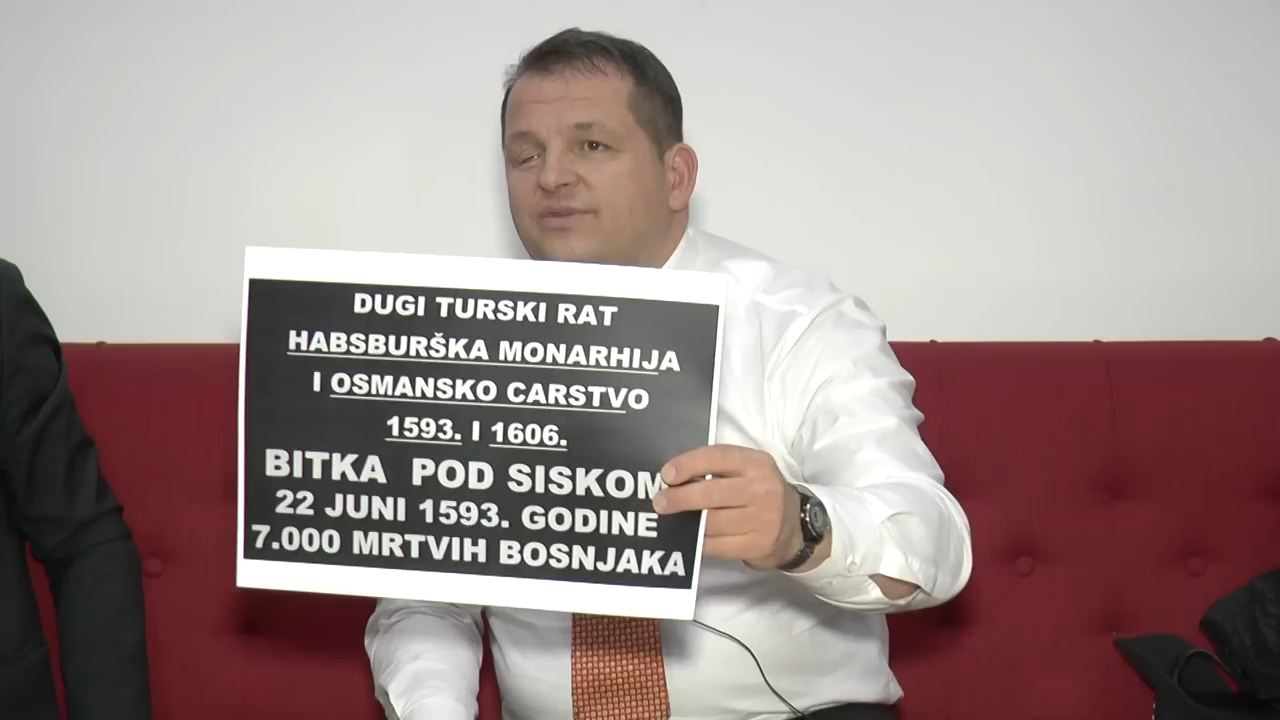 DUGI TURSKI RAT
HABSBURŠKA MONARHIJA
I OSMANSKO CARSTVO
1593. I 1606.
BITKA POD SISKOM
22 JUNI 1593. GODINE
7.000 MRTVIH BOSNJAKA